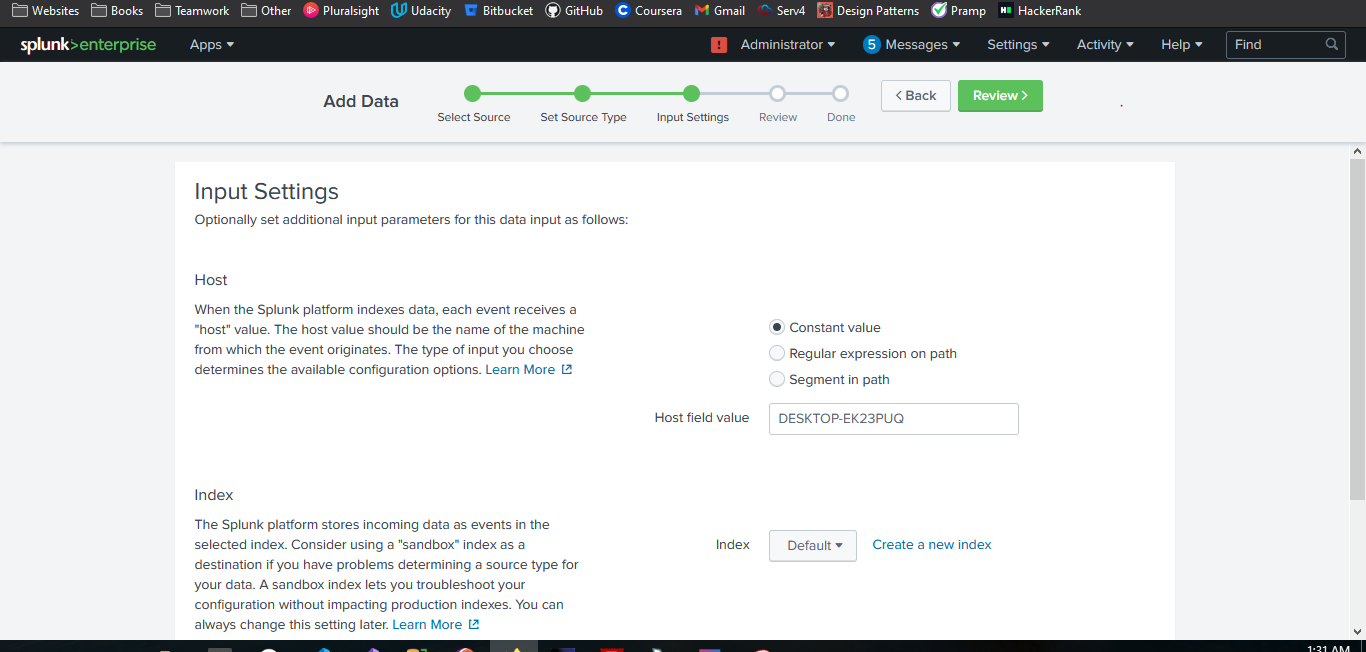 Websites Books Teamwork Other Pluralsight Udacity Bitbucket GitHub Coursera Gmail Serv4 Design Patterns Pramp HackerRank
splunk>enterprise Apps Administrator 5 Messages Settings Activity Help Find
Add Data
Select Source Set Source Type Input Settings Review Done
< Back Review >
Input Settings
Optionally set additional input parameters for this data input as follows:
Host
When the Splunk platform indexes data, each event receives a
"host" value. The host value should be the name of the machine
from which the event originates. The type of input you choose
determines the available configuration options. Learn More
Constant value
Regular expression on path
Segment in path
Host field value DESKTOP-EK23PUQ
Index
The Splunk platform stores incoming data as events in the
selected index. Consider using a "sandbox" index as a
destination if you have problems determining a source type for
your data. A sandbox index lets you troubleshoot your
configuration without impacting production indexes. You can
always change this setting later. Learn More
Index Default Create a new index
1:31 AM